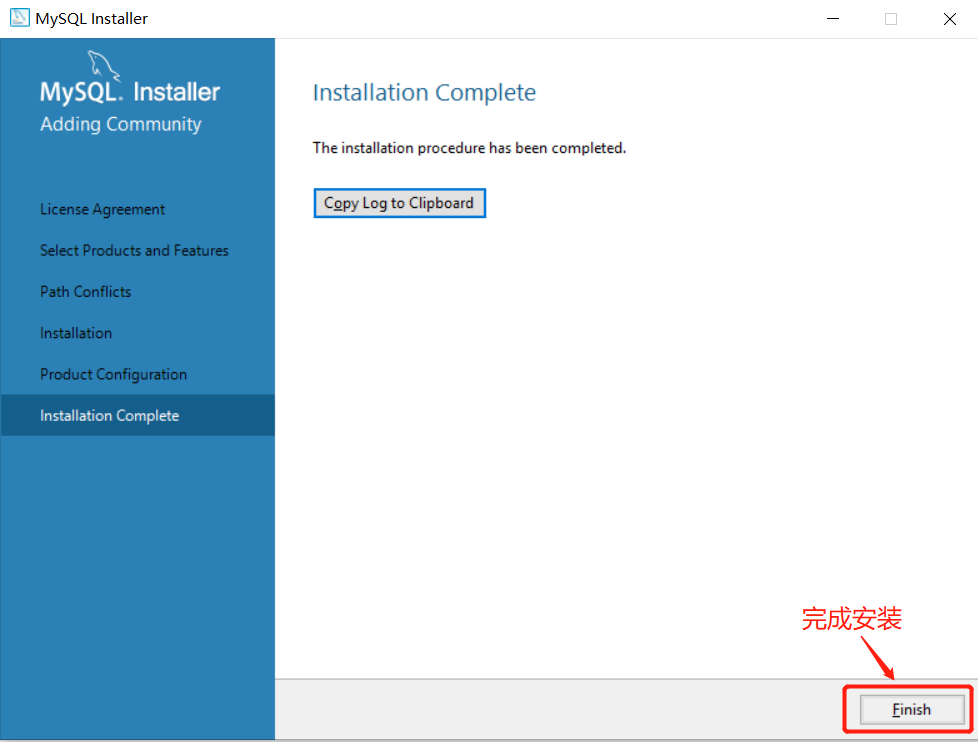 MySQL Installer
MySQL. Installer
Adding Community
License Agreement
Select Products and Features
Path Conflicts
Installation
Product Configuration
Installation Complete
Installation Complete
The installation procedure has been completed.
Copy Log to Clipboard
完成安装
Finish